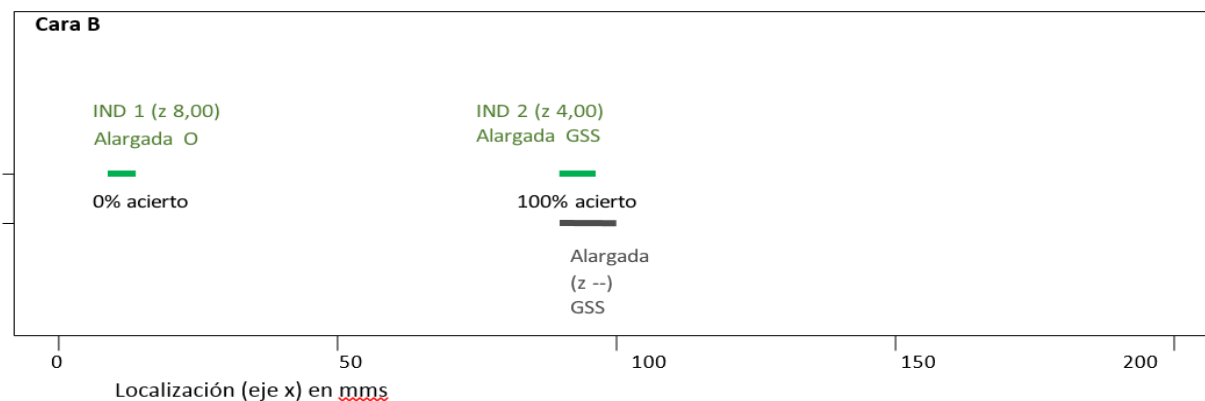 Cara B
IND 1 (z 8,00)
Alargada O
IND 2 (z 4,00)
Alargada GSS
0% acierto
100% acierto
Alargada
(z --)
GSS
0
50
100
150
200
Localización (eje x) en mms